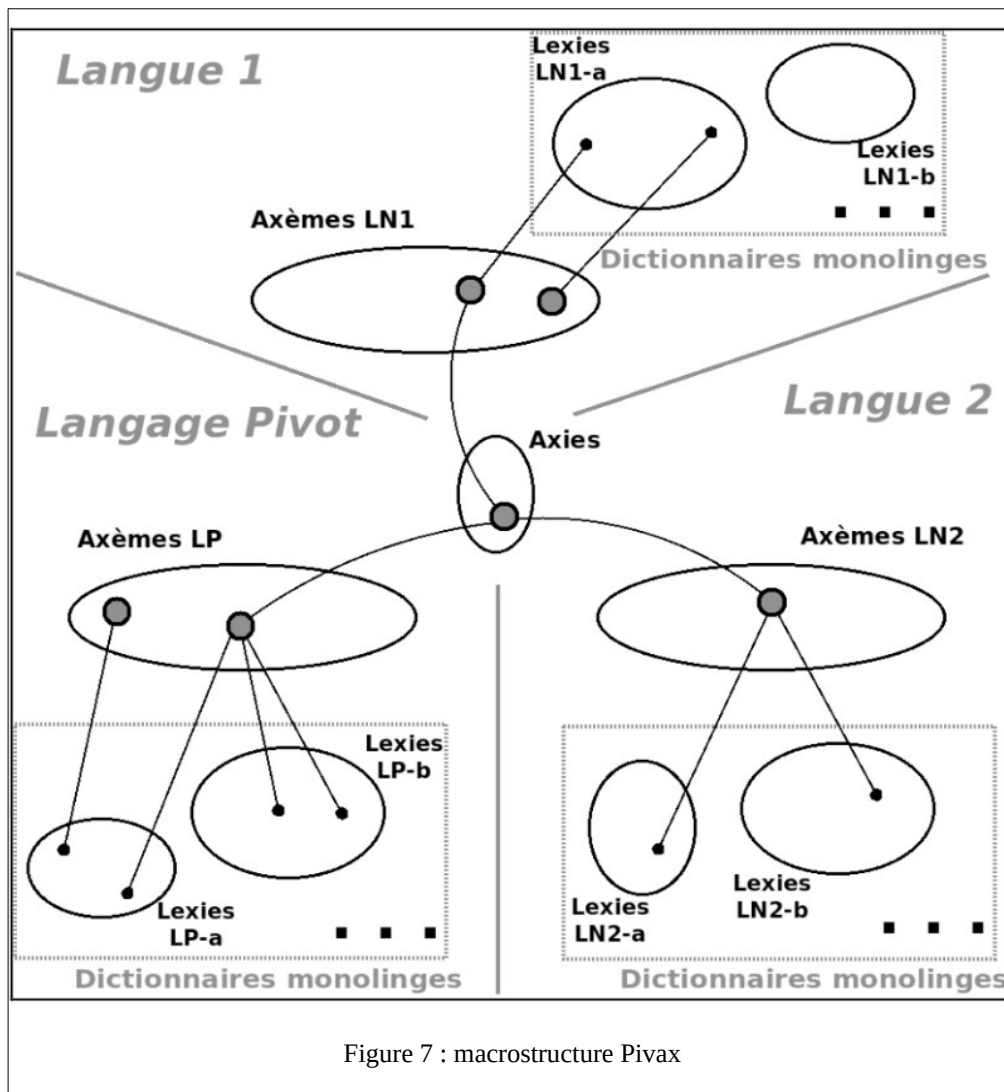 Langue 1
Lexies
LN1-a
Lexies
LN1-b
Axèmes LN1
Dictionnaires monolinges
Langage Pivot
Langue 2
Axies
Axèmes LP
Axèmes LN2
Lexies
LP-b
Lexies
LP-a
Lexies
LN2-b
Lexies
LN2-a
Dictionnaires monolinges
Dictionnaires monolinges
Figure 7 : macrostructure Pivax